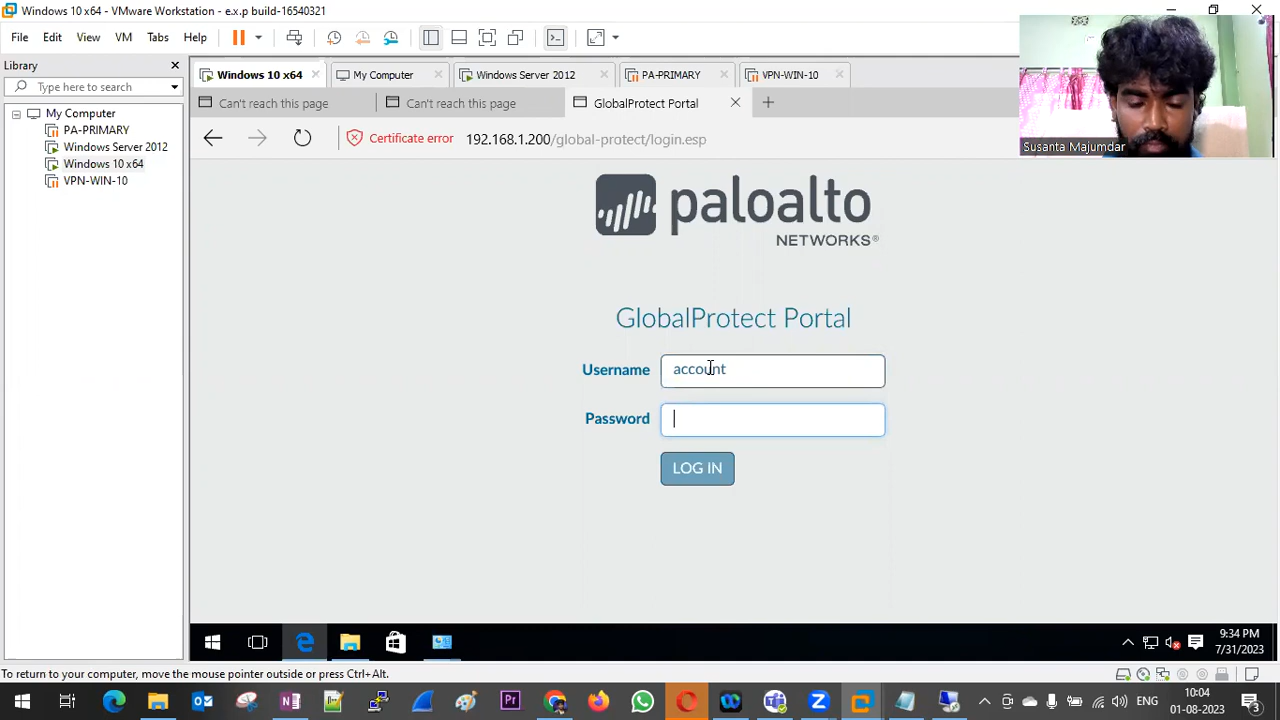 Windows 10 x64 - VMware Workstation - e.x.p build-16540321
File Edit View VM Tabs Help
Library
Type here to search
My Computer
PA-PRIMARY
Windows Server 2012
Windows 10 x64
VPN-WIN-10
Windows 10 x64
My Computer
Windows Server 2012
PA-PRIMARY
VPN-WIN-10
Can't reach this page
Can't reach this page
GlobalProtect Portal
Certificate error 192.168.1.200/global-protect/login.esp
Susanta Majumdar
paloalto
NETWORKS®
GlobalProtect Portal
Username account
Password
LOG IN
9:34 PM
7/31/2023
To return to your computer, move the mouse pointer outside or press Ctrl+Alt.
ENG
10:04
01-08-2023
3